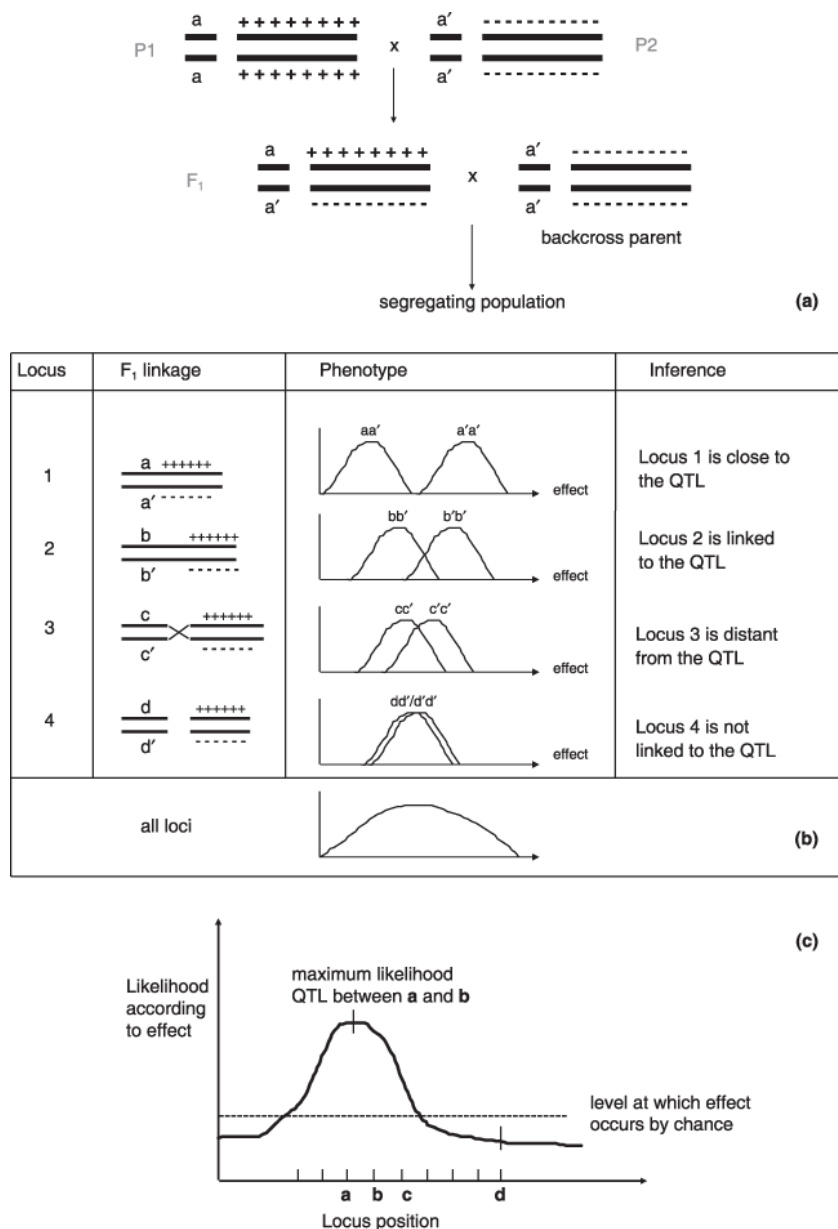 a + + + + + + + + a′ - - - - - - - - - -
P1 x P2
a + + + + + + + + a′ - - - - - - - - - -
a + + + + + + + + a′ - - - - - - - - - -
F1 x
a′ - - - - - - - - - - a′ - - - - - - - - - -
backcross parent
segregating population (a)
Locus F1 linkage Phenotype Inference
1
a ++++++
a′ - - - - - -
aa′ a′a′
effect
Locus 1 is close to
the QTL
2
b ++++++
b′ - - - - - -
bb′ b′b′
effect
Locus 2 is linked
to the QTL
3
c ++++++
c′ - - - - - -
cc′ c′c′
effect
Locus 3 is distant
from the QTL
4
d ++++++
d′ - - - - - -
dd′/d′d′
effect
Locus 4 is not
linked to the QTL
all loci (b)
(c)
Likelihood
according
to effect
maximum likelihood
QTL between a and b
level at which effect
occurs by chance
a b c d
Locus position